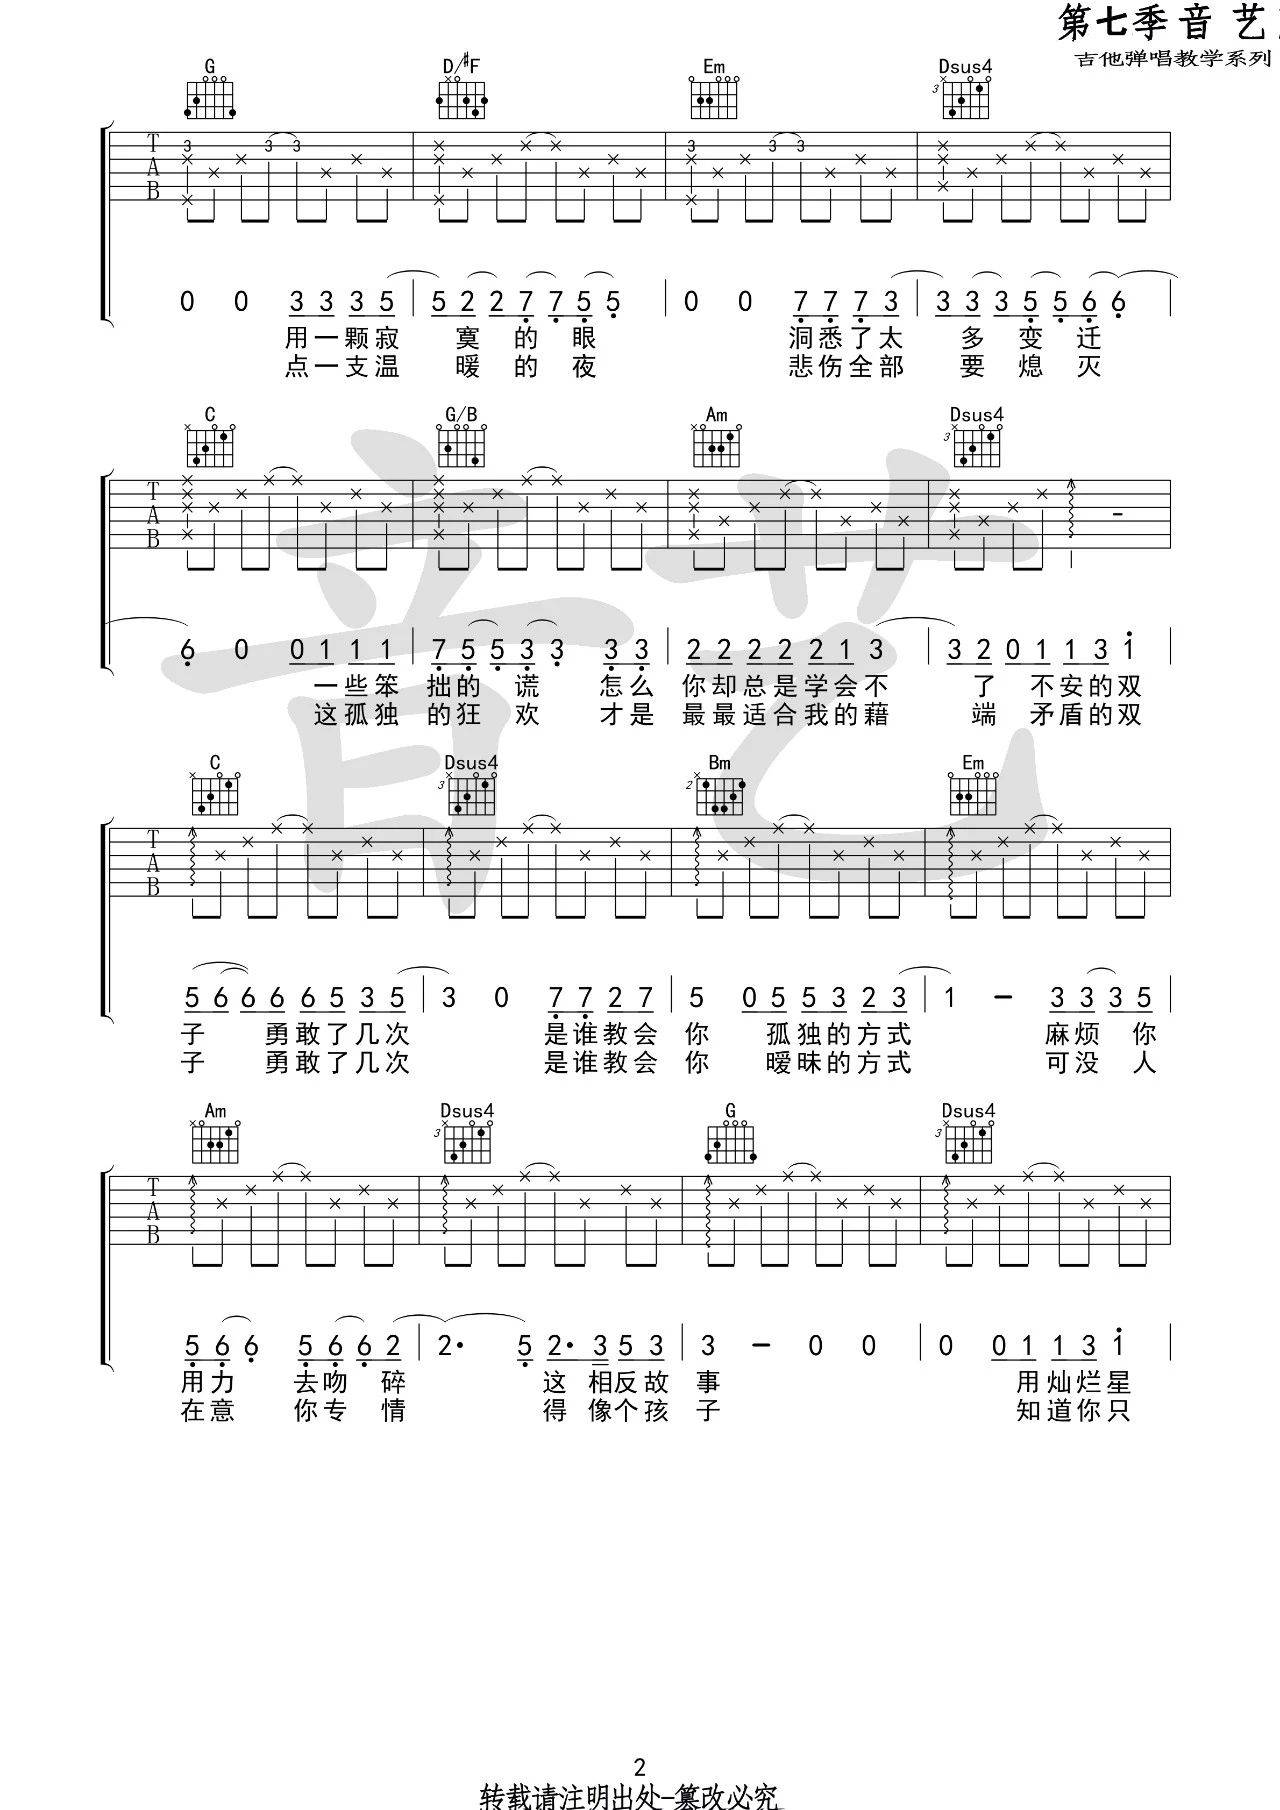 第七季音 艺
吉他弹唱教学系列
G D/#F Em Dsus4
3
T A B 3 3 3 3 3 3
0 0 3 3 3 5 5 2 2 7 7 5 5 0 0 7 7 7 3 3 3 3 5 5 6 6
用一颗寂 寞 的 眼 洞悉了太 多 变 迁
点一支温 暖 的 夜 悲伤全部 要 熄 灭
C G/B Am Dsus4
3
T A B
音艺
6 0 0 1 1 1 7 5 5 3 3 3 3 2 2 2 2 2 1 3 3 2 0 1 1 3 1
一些笨 拙的 谎 怎么 你却总是学会不 了 不安的双
这孤独 的狂 欢 才是 最最适合我的藉 端 矛盾的双
C Dsus4 Bm Em
3 2
T A B
5 6 6 6 6 5 3 5 3 0 7 7 2 7 5 0 5 5 3 2 3 1 - 3 3 3 5
子 勇敢了几次 是谁教会 你 孤独的方式 麻烦 你
子 勇敢了几次 是谁教会 你 暧昧的方式 可没 人
Am Dsus4 G Dsus4
3 3
T A B
5 6 6 5 6 6 2 2· 5 2· 3 5 3 3 - 0 0 0 0 1 1 3 1
用力 去吻 碎 这 相反故 事 用灿烂星
在意 你专 情 得 像个孩 子 知道你只
2
转载请注明出处-篡改必究